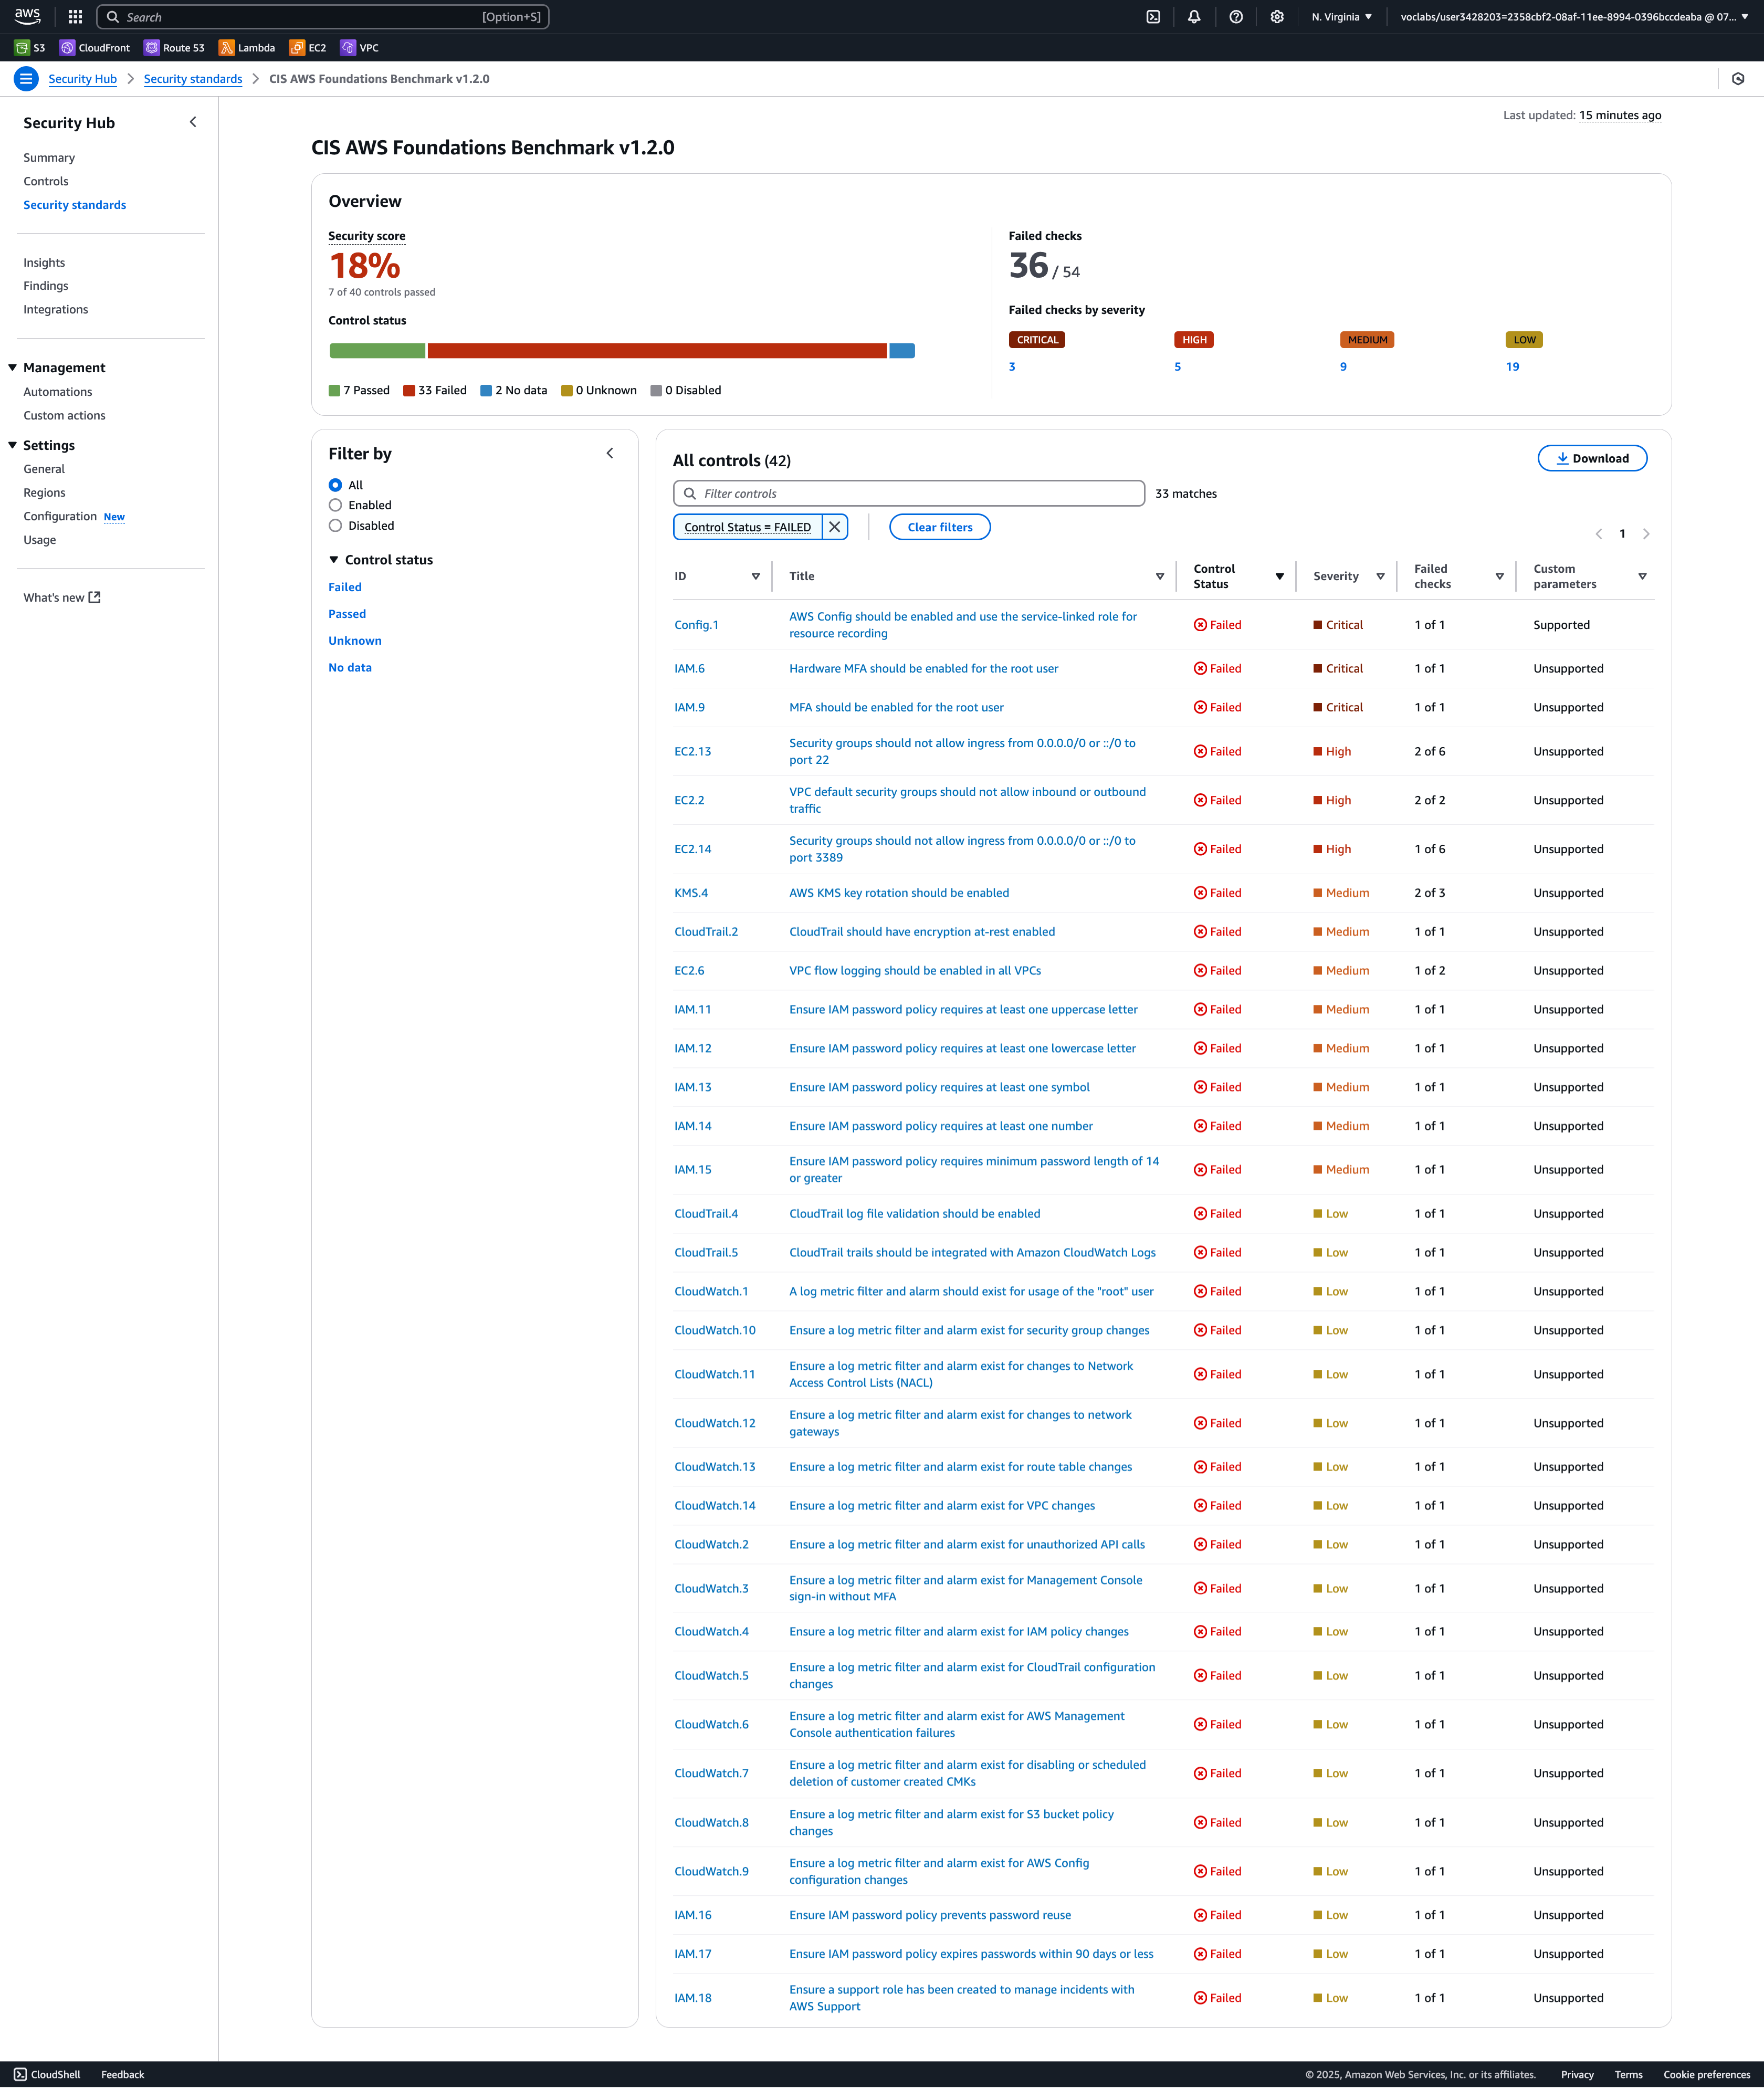 aws
Search [Option+S]
N. Virginia
voclabs/user3428203=2358cbf2-08af-11ee-8994-0396bccdeaba @ 07...
S3 CloudFront Route 53 Lambda EC2 VPC
Security Hub > Security standards > CIS AWS Foundations Benchmark v1.2.0
Security Hub
Summary
Controls
Security standards
Insights
Findings
Integrations
Management
Automations
Custom actions
Settings
General
Regions
Configuration New
Usage
What's new
Last updated: 15 minutes ago
CIS AWS Foundations Benchmark v1.2.0
Overview
Security score
18%
7 of 40 controls passed
Control status
7 Passed 33 Failed 2 No data 0 Unknown 0 Disabled
Failed checks
36 / 54
Failed checks by severity
CRITICAL HIGH MEDIUM LOW
3 5 9 19
Filter by
All
Enabled
Disabled
Control status
Failed
Passed
Unknown
No data
All controls (42)
Download
Filter controls
33 matches
Control Status = FAILED
Clear filters
1
ID Title Control Status Severity Failed checks Custom parameters
Config.1 AWS Config should be enabled and use the service-linked role for Failed Critical 1 of 1 Supported
resource recording
IAM.6 Hardware MFA should be enabled for the root user Failed Critical 1 of 1 Unsupported
IAM.9 MFA should be enabled for the root user Failed Critical 1 of 1 Unsupported
EC2.13 Security groups should not allow ingress from 0.0.0.0/0 or ::/0 to Failed High 2 of 6 Unsupported
port 22
EC2.2 VPC default security groups should not allow inbound or outbound Failed High 2 of 2 Unsupported
traffic
EC2.14 Security groups should not allow ingress from 0.0.0.0/0 or ::/0 to Failed High 1 of 6 Unsupported
port 3389
KMS.4 AWS KMS key rotation should be enabled Failed Medium 2 of 3 Unsupported
CloudTrail.2 CloudTrail should have encryption at-rest enabled Failed Medium 1 of 1 Unsupported
EC2.6 VPC flow logging should be enabled in all VPCs Failed Medium 1 of 2 Unsupported
IAM.11 Ensure IAM password policy requires at least one uppercase letter Failed Medium 1 of 1 Unsupported
IAM.12 Ensure IAM password policy requires at least one lowercase letter Failed Medium 1 of 1 Unsupported
IAM.13 Ensure IAM password policy requires at least one symbol Failed Medium 1 of 1 Unsupported
IAM.14 Ensure IAM password policy requires at least one number Failed Medium 1 of 1 Unsupported
IAM.15 Ensure IAM password policy requires minimum password length of 14 Failed Medium 1 of 1 Unsupported
or greater
CloudTrail.4 CloudTrail log file validation should be enabled Failed Low 1 of 1 Unsupported
CloudTrail.5 CloudTrail trails should be integrated with Amazon CloudWatch Logs Failed Low 1 of 1 Unsupported
CloudWatch.1 A log metric filter and alarm should exist for usage of the "root" user Failed Low 1 of 1 Unsupported
CloudWatch.10 Ensure a log metric filter and alarm exist for security group changes Failed Low 1 of 1 Unsupported
CloudWatch.11 Ensure a log metric filter and alarm exist for changes to Network Failed Low 1 of 1 Unsupported
Access Control Lists (NACL)
CloudWatch.12 Ensure a log metric filter and alarm exist for changes to network Failed Low 1 of 1 Unsupported
gateways
CloudWatch.13 Ensure a log metric filter and alarm exist for route table changes Failed Low 1 of 1 Unsupported
CloudWatch.14 Ensure a log metric filter and alarm exist for VPC changes Failed Low 1 of 1 Unsupported
CloudWatch.2 Ensure a log metric filter and alarm exist for unauthorized API calls Failed Low 1 of 1 Unsupported
CloudWatch.3 Ensure a log metric filter and alarm exist for Management Console Failed Low 1 of 1 Unsupported
sign-in without MFA
CloudWatch.4 Ensure a log metric filter and alarm exist for IAM policy changes Failed Low 1 of 1 Unsupported
CloudWatch.5 Ensure a log metric filter and alarm exist for CloudTrail configuration Failed Low 1 of 1 Unsupported
changes
CloudWatch.6 Ensure a log metric filter and alarm exist for AWS Management Failed Low 1 of 1 Unsupported
Console authentication failures
CloudWatch.7 Ensure a log metric filter and alarm exist for disabling or scheduled Failed Low 1 of 1 Unsupported
deletion of customer created CMKs
CloudWatch.8 Ensure a log metric filter and alarm exist for S3 bucket policy Failed Low 1 of 1 Unsupported
changes
CloudWatch.9 Ensure a log metric filter and alarm exist for AWS Config Failed Low 1 of 1 Unsupported
configuration changes
IAM.16 Ensure IAM password policy prevents password reuse Failed Low 1 of 1 Unsupported
IAM.17 Ensure IAM password policy expires passwords within 90 days or less Failed Low 1 of 1 Unsupported
IAM.18 Ensure a support role has been created to manage incidents with Failed Low 1 of 1 Unsupported
AWS Support
CloudShell Feedback
© 2025, Amazon Web Services, Inc. or its affiliates. Privacy Terms Cookie preferences